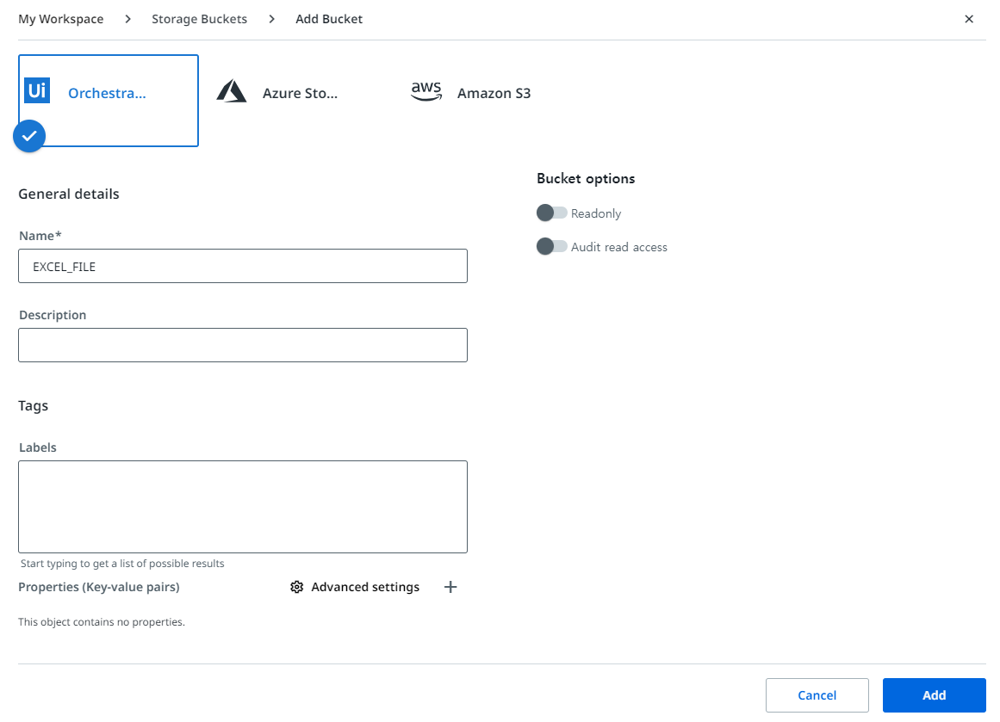 My Workspace > Storage Buckets > Add Bucket
Ui Orchestra... Azure Sto... aws Amazon S3
General details
Name*
EXCEL_FILE
Description
Tags
Labels
Start typing to get a list of possible results
Properties (Key-value pairs) Advanced settings
This object contains no properties.
Bucket options
Readonly
Audit read access
Cancel Add